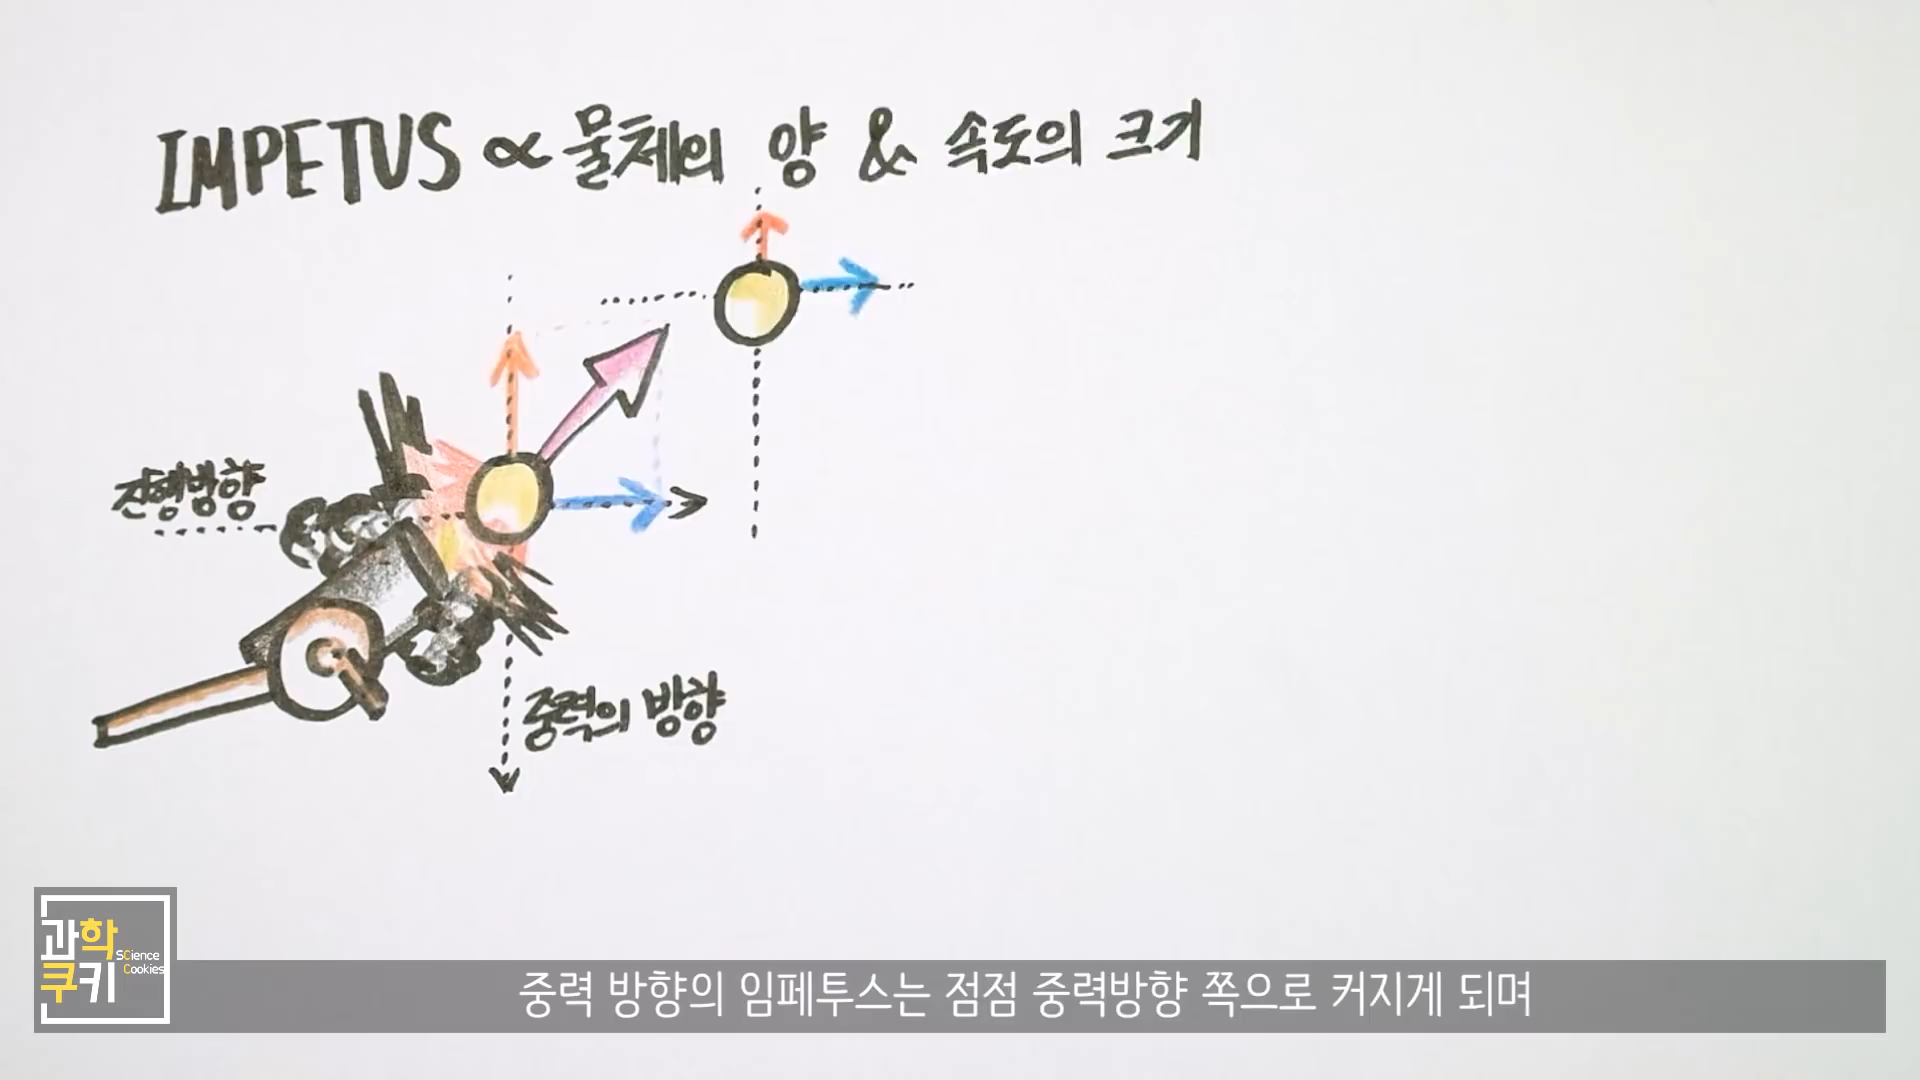 IMPETUS ∝ 물체의 양 & 속도의 크기
진행방향
중력의 방향
과학
쿠키
SCience
Cookies
중력 방향의 임페투스는 점점 중력방향 쪽으로 커지게 되며